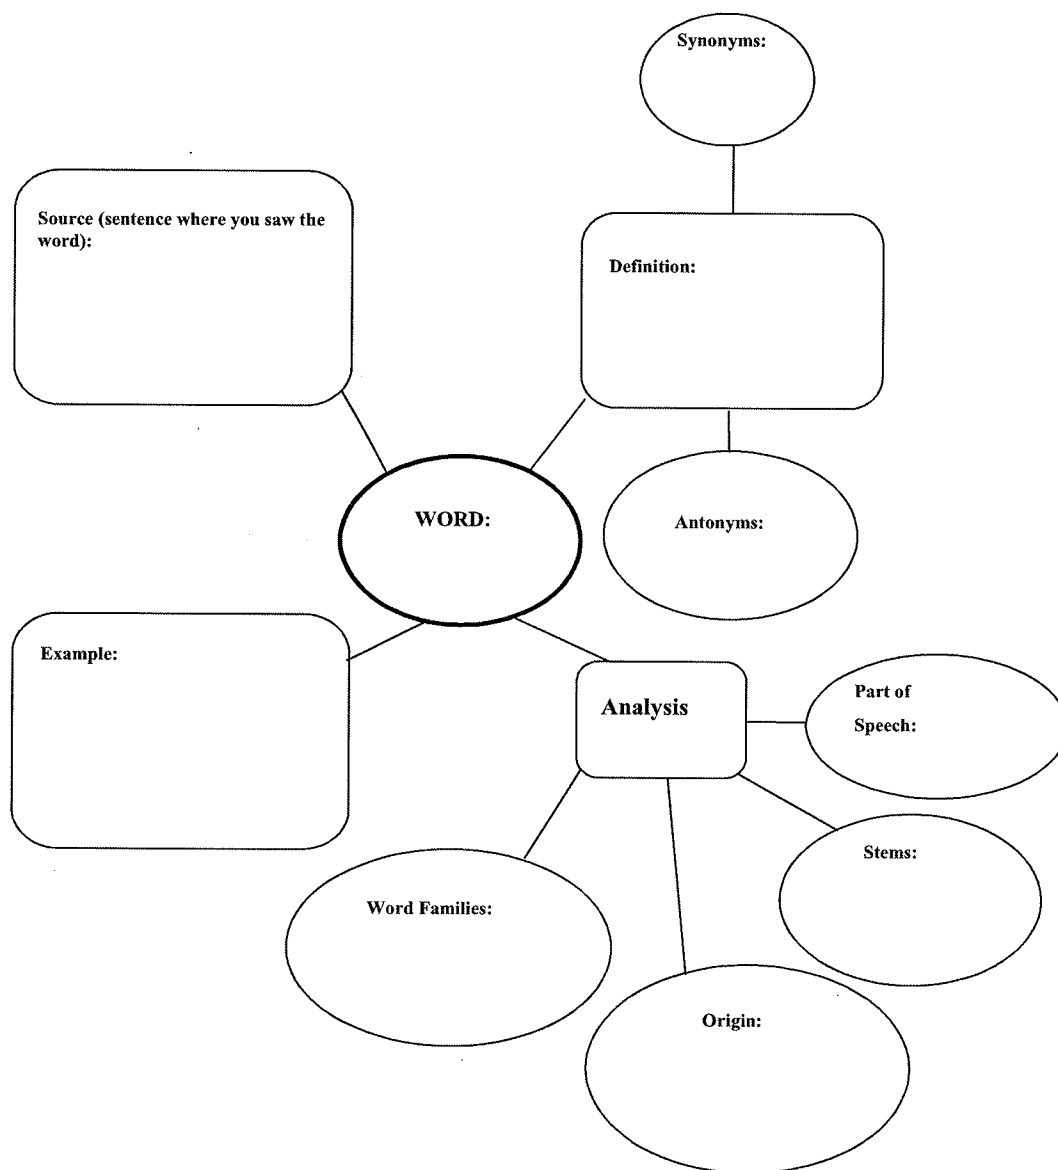 Synonyms:
Source (sentence where you saw the
word):
Definition:
WORD:
Antonyms:
Example:
Analysis
Part of
Speech:
Stems:
Word Families:
Origin: